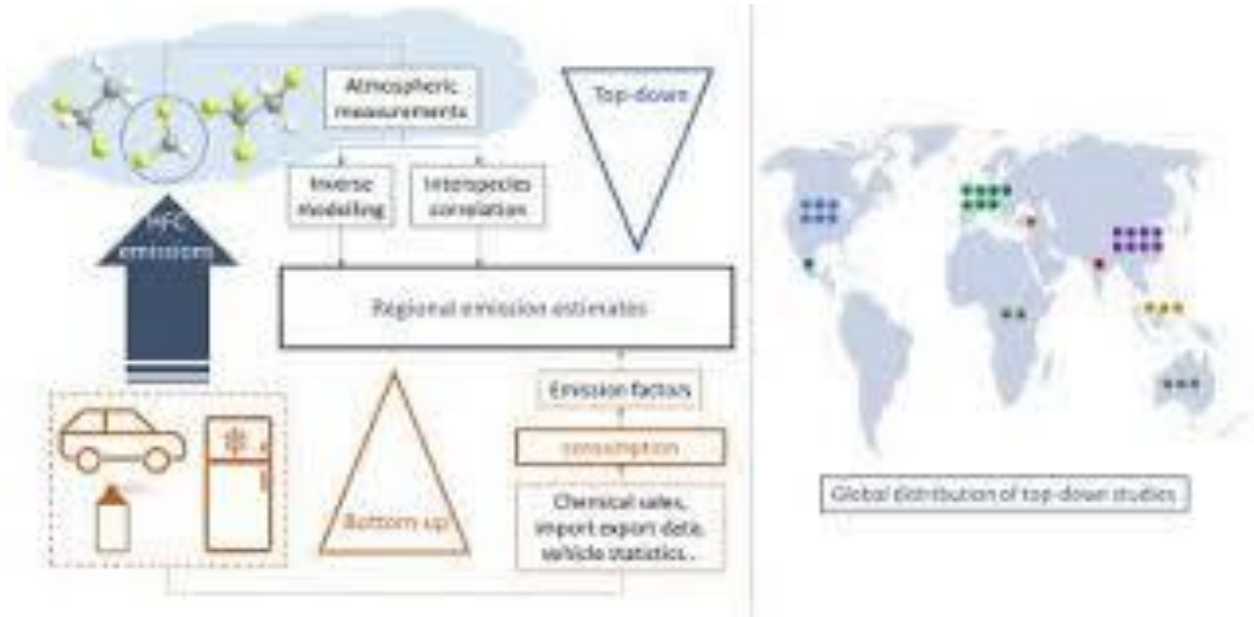 Atmospheric
measurements
Top-down
Inverse
modelling
Interspecies
correlation
HFC
emissions
Regional emission estimates
Emission factors
consumption
Chemical sales,
import export data,
vehicle statistics..
Bottom up
Global distribution of top-down studies